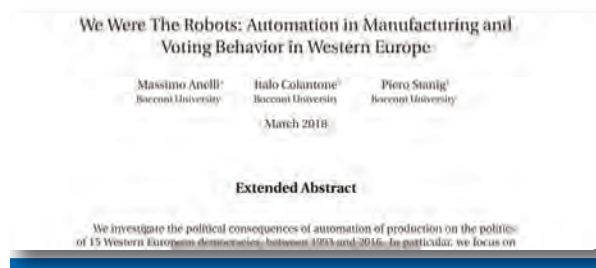 We Were The Robots: Automation in Manufacturing and
Voting Behavior in Western Europe
Massimo Anelli Italo Colantone Piero Stanig
Bocconi University Bocconi University Bocconi University
March 2018
Extended Abstract
We investigate the political consequences of automation of production on the politics
of 15 Western European democracies, between 1993 and 2016. In particular, we focus on